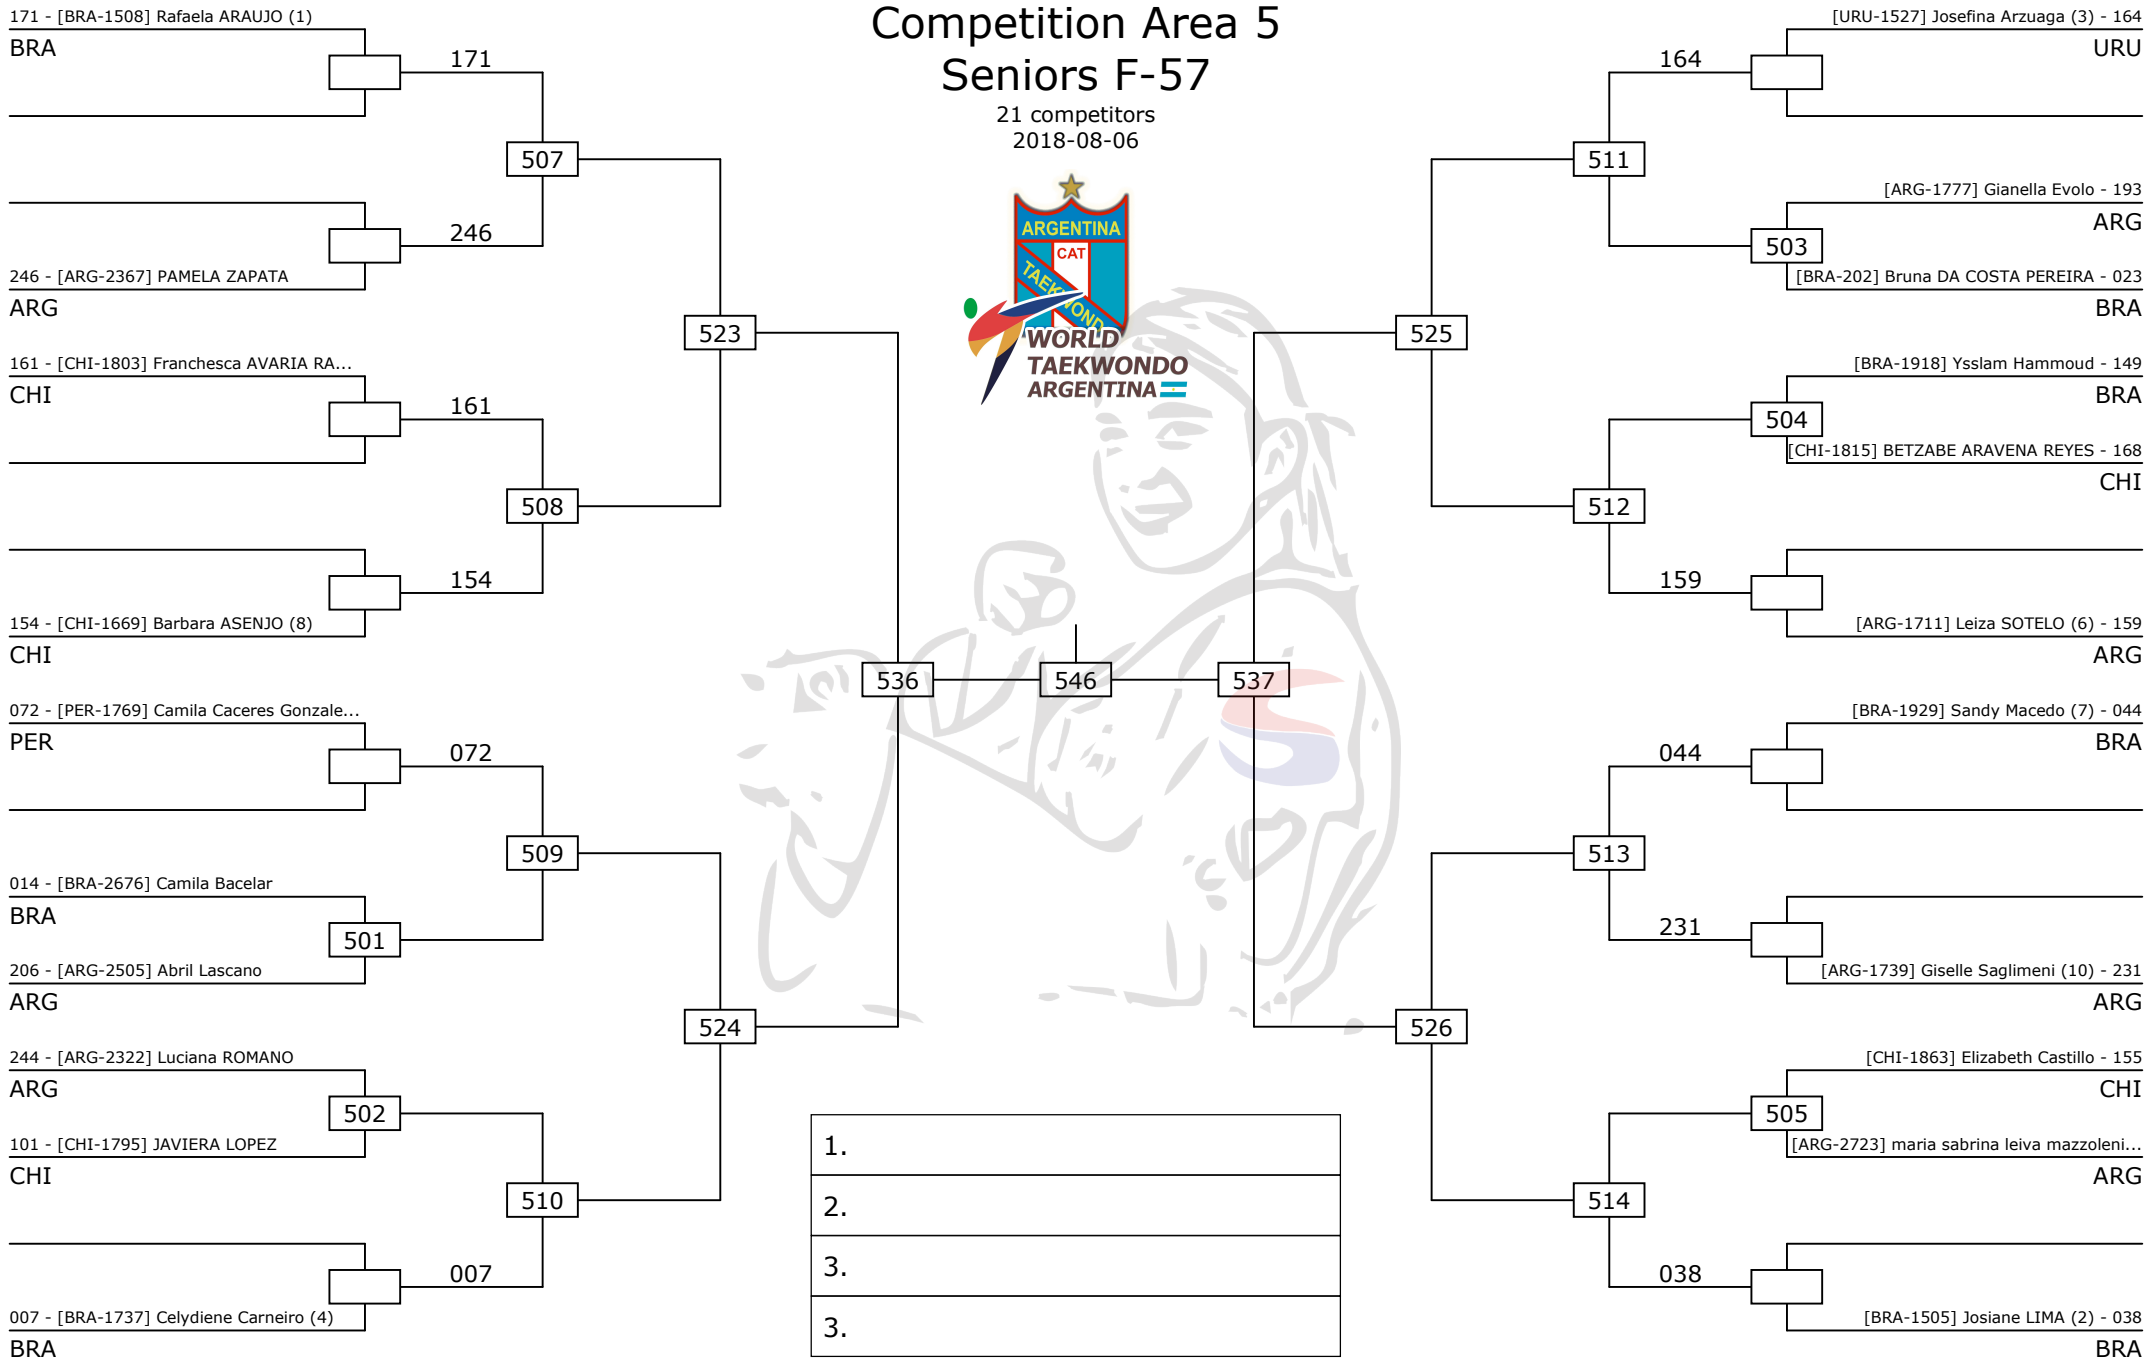 Competition Area 5
Seniors F-57
21 competitors
2018-08-06
ARGENTINA
CAT
TAEKWONDO
WORLD
TAEKWONDO
ARGENTINA
171 - [BRA-1508] Rafaela ARAUJO (1)
BRA
171
507
246
246 - [ARG-2367] PAMELA ZAPATA
ARG
523
161 - [CHI-1803] Franchesca AVARIA RA...
CHI
161
508
154
154 - [CHI-1669] Barbara ASENJO (8)
CHI
536
072 - [PER-1769] Camila Caceres Gonzale...
PER
072
509
014 - [BRA-2676] Camila Bacelar
BRA
501
206 - [ARG-2505] Abril Lascano
ARG
524
244 - [ARG-2322] Luciana ROMANO
ARG
502
101 - [CHI-1795] JAVIERA LOPEZ
CHI
510
007
007 - [BRA-1737] Celydiene Carneiro (4)
BRA
546
537
[URU-1527] Josefina Arzuaga (3) - 164
URU
164
511
[ARG-1777] Gianella Evolo - 193
ARG
503
[BRA-202] Bruna DA COSTA PEREIRA - 023
BRA
525
[BRA-1918] Ysslam Hammoud - 149
BRA
504
[CHI-1815] BETZABE ARAVENA REYES - 168
CHI
512
159
[ARG-1711] Leiza SOTELO (6) - 159
ARG
[BRA-1929] Sandy Macedo (7) - 044
BRA
044
513
231
[ARG-1739] Giselle Saglimeni (10) - 231
ARG
526
[CHI-1863] Elizabeth Castillo - 155
CHI
505
[ARG-2723] maria sabrina leiva mazzoleni...
ARG
514
038
[BRA-1505] Josiane LIMA (2) - 038
BRA
1.
2.
3.
3.